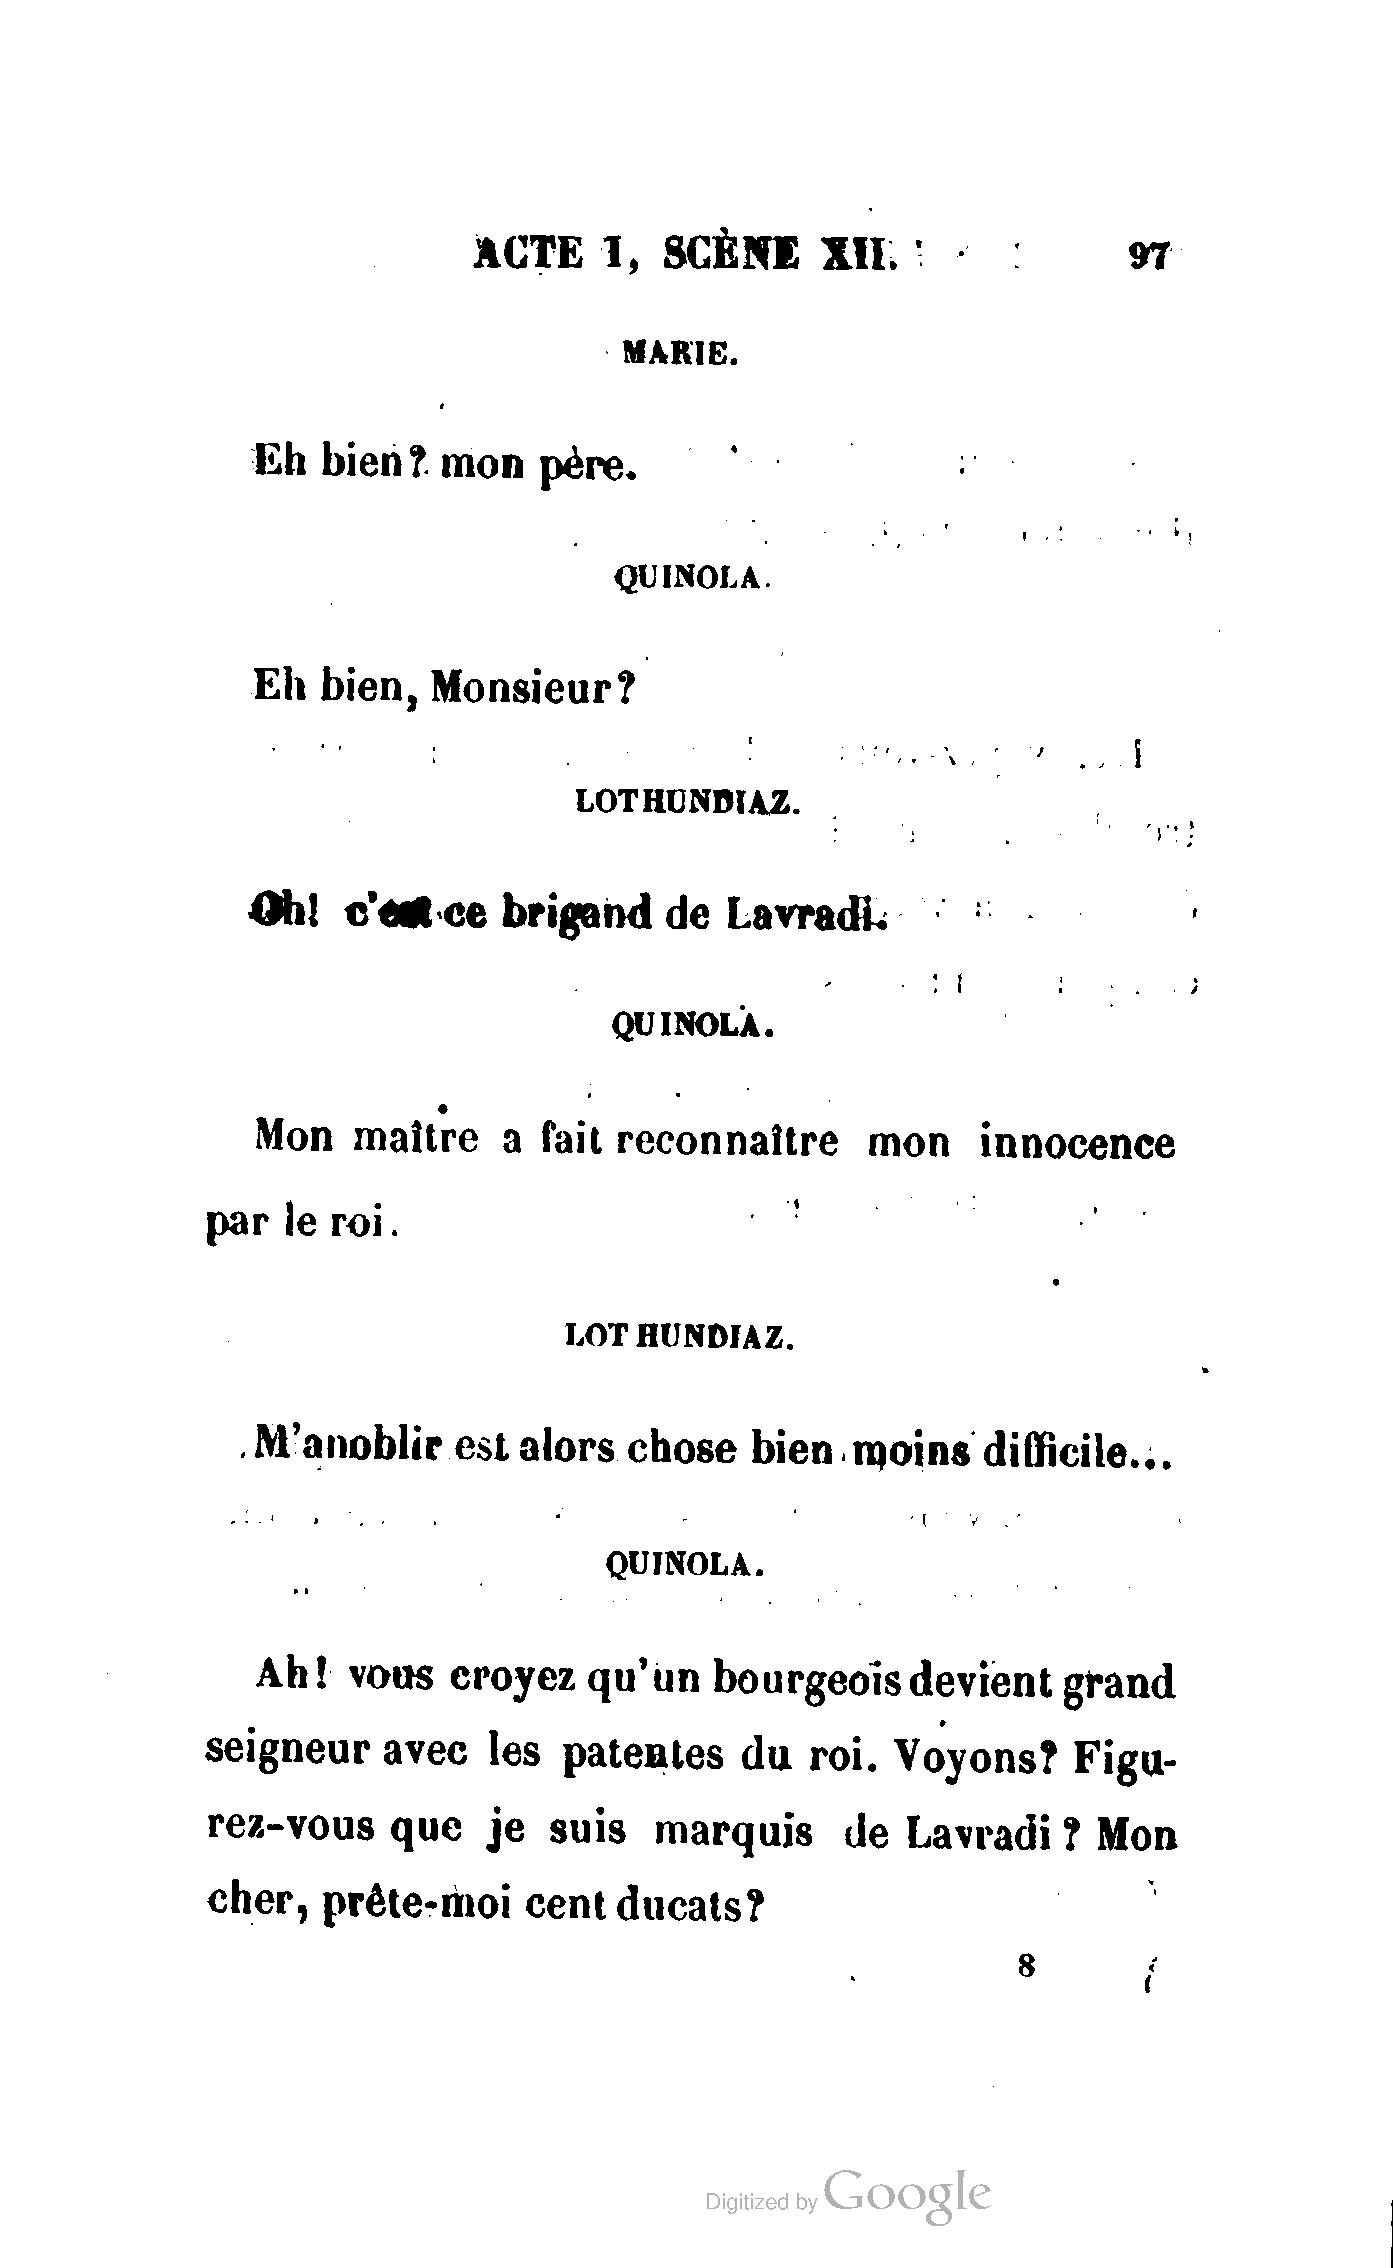 ACTE I, SCÈNE XII. 97
MARIE.
Eh bien? mon père.
QUINOLA.
Eh bien, Monsieur?
LOTHUNDIAZ.
Oh! c'est ce brigand de Lavradi.
QUINOLA.
Mon maître a fait reconnaître mon innocence
par le roi.
LOTHUNDIAZ.
M'anoblir est alors chose bien moins difficile...
QUINOLA.
Ah! vous croyez qu'un bourgeois devient grand
seigneur avec les patentes du roi. Voyons? Figu-
rez-vous que je suis marquis de Lavradi? Mon
cher, prête-moi cent ducats?
8
Digitized by Google